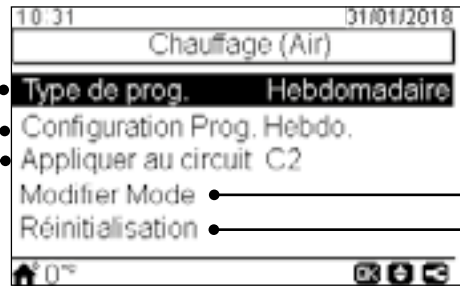 10:31 31/01/2018
Chauffage (Air)
Type de prog. Hebdomadaire
Configuration Prog. Hebdo.
Appliquer au circuit C2
Modifier Mode
Réinitialisation
0°C
OK